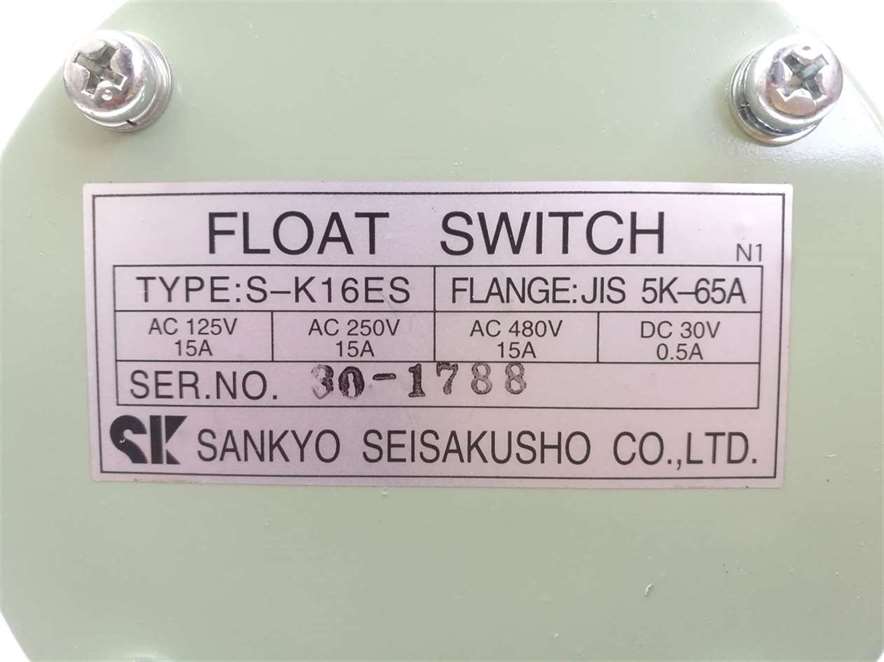 FLOAT SWITCH
N1
TYPE:S-K16ES FLANGE:JIS 5K-65A
AC 125V AC 250V AC 480V DC 30V
15A 15A 15A 0.5A
SER.NO. 30-1788
SK SANKYO SEISAKUSHO CO.,LTD.